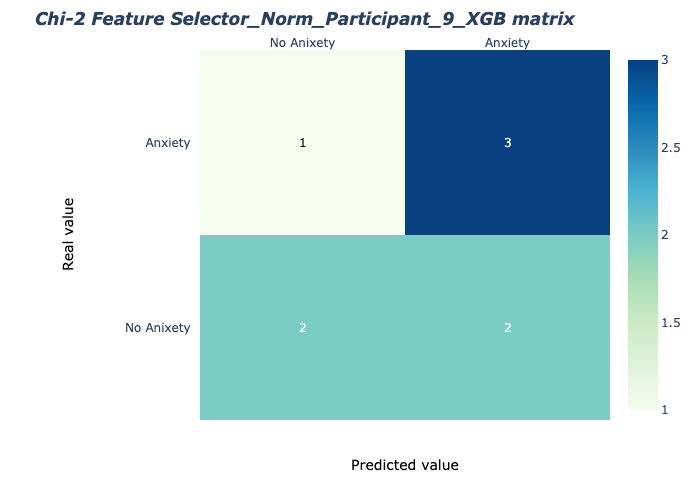 Chi-2 Feature Selector_Norm_Participant_9_XGB matrix
No Anixety Anxiety
3
Anxiety 1 3
2.5
Real value
2
No Anixety 2 2
1.5
1
Predicted value